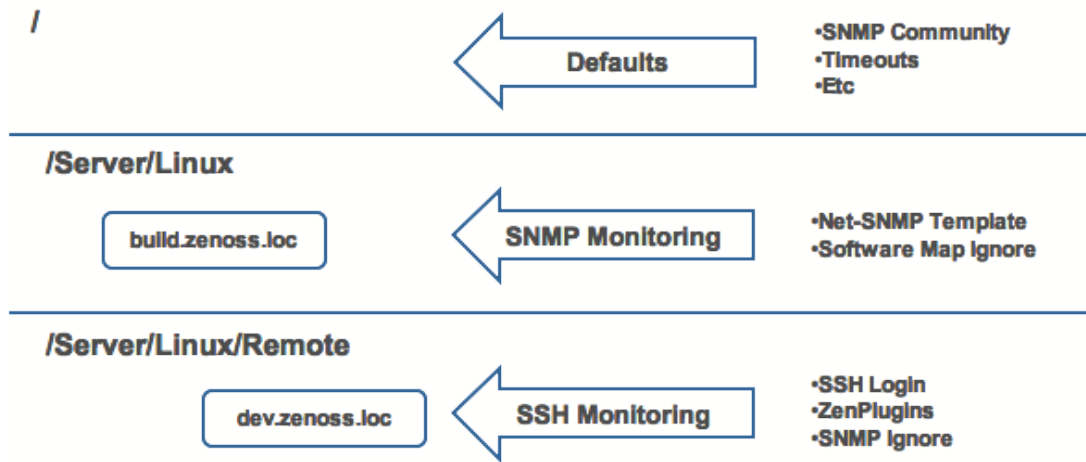 /
Defaults
•SNMP Community
•Timeouts
•Etc
/Server/Linux
build.zenoss.loc
SNMP Monitoring
•Net-SNMP Template
•Software Map Ignore
/Server/Linux/Remote
dev.zenoss.loc
SSH Monitoring
•SSH Login
•ZenPlugins
•SNMP Ignore